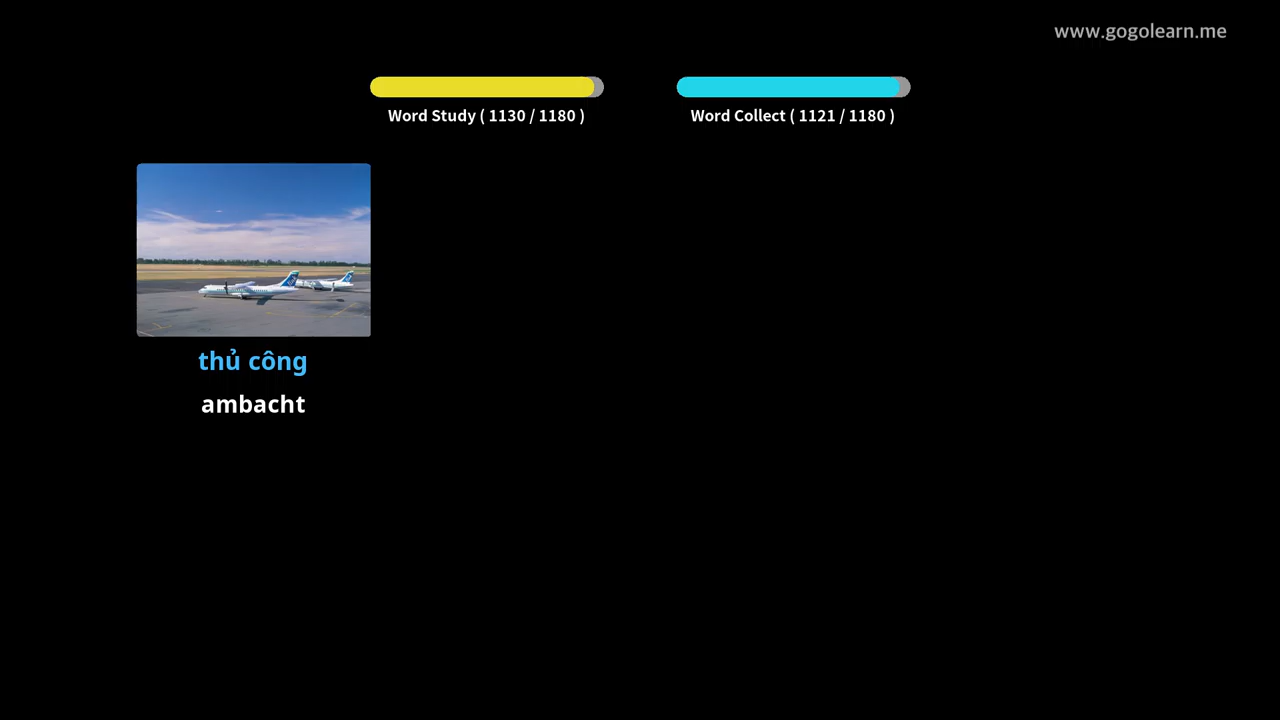 www.gogolearn.me
Word Study ( 1130 / 1180 )
Word Collect ( 1121 / 1180 )
thủ công
ambacht